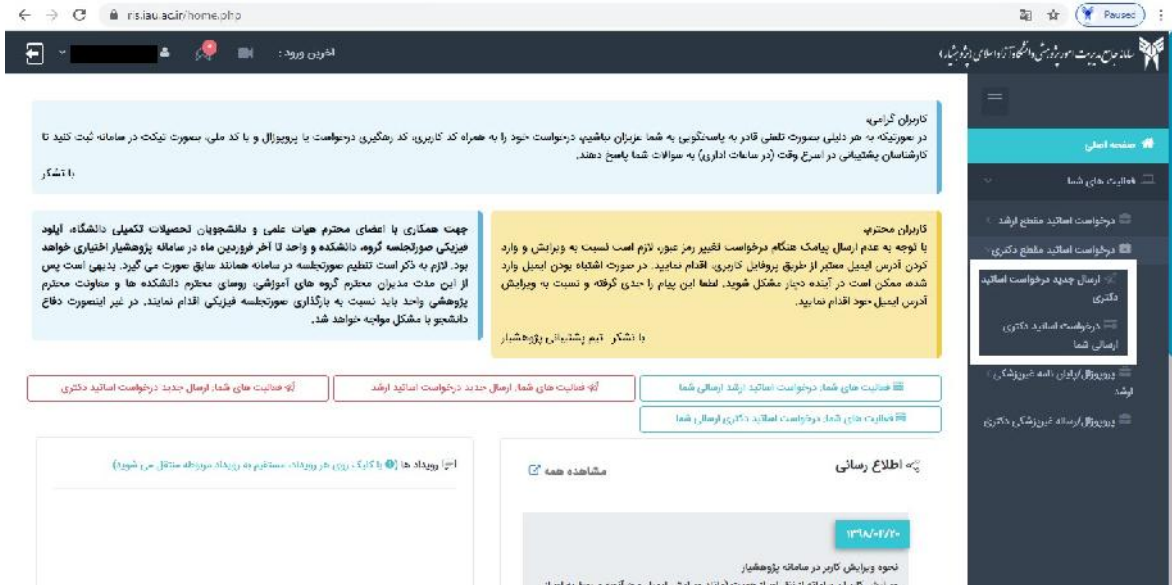 ris.iau.ac.ir/home.php
Paused
سامانه جامع مدیریت امور پژوهشی دانشگاه آزاد اسلامی (پژوهشیار)
آخرین ورود :
صفحه اصلی
فعالیت های شما
درخواست اساتید مقطع ارشد
درخواست اساتید مقطع دکتری
ارسال جدید درخواست اساتید
دکتری
درخواست اساتید دکتری
ارسالی شما
پروپوزال/پایان نامه غیرپزشکی
ارشد
پروپوزال/رساله غیرپزشکی دکتری
کاربران گرامی،
در صورتیکه به هر دلیلی بصورت تلفنی قادر به پاسخگویی به شما عزیزان نباشیم، درخواست خود را به همراه کد کاربری، کد رهگیری درخواست یا پروپوزال و یا کد ملی، بصورت تیکت در سامانه ثبت کنید تا
کارشناسان پشتیبانی در اسرع وقت (در ساعات اداری) به سوالات شما پاسخ دهند.
با تشکر
کاربران محترم،
با توجه به عدم ارسال پیامک هنگام درخواست تغییر رمز عبور، لازم است نسبت به ویرایش و وارد
کردن آدرس ایمیل معتبر از طریق پروفایل کاربری، اقدام نمایید. در صورت اشتباه بودن ایمیل وارد
شده، ممکن است در آینده دچار مشکل شوید. لطفا این پیام را جدی گرفته و نسبت به ویرایش
آدرس ایمیل خود اقدام نمایید.
با تشکر تیم پشتیبانی پژوهشیار
جهت همکاری با اعضای محترم هیات علمی و دانشجویان تحصیلات تکمیلی دانشگاه، آپلود
فیزیکی صورتجلسه گروه، دانشکده و واحد تا آخر فروردین ماه در سامانه پژوهشیار اختیاری خواهد
بود. لازم به ذکر است تنظیم صورتجلسه در سامانه همانند سابق صورت می گیرد. بدیهی است پس
از این مدت مدیران محترم گروه های آموزشی، روسای محترم دانشکده ها و معاونت محترم
پژوهشی واحد باید نسبت به بارگذاری صورتجلسه فیزیکی اقدام نمایند. در غیر اینصورت دفاع
دانشجو با مشکل مواجه خواهد شد.
فعالیت های شما: درخواست اساتید ارشد ارسالی شما
فعالیت های شما: ارسال جدید درخواست اساتید ارشد
فعالیت های شما: ارسال جدید درخواست اساتید دکتری
فعالیت های شما: درخواست اساتید دکتری ارسالی شما
اطلاع رسانی
مشاهده همه
رویداد ها (با کلیک روی هر رویداد، مستقیم به رویداد مربوطه منتقل می شوید)
۱۳۹۸/۰۲/۲۰
نحوه ویرایش کاربر در سامانه پژوهشیار